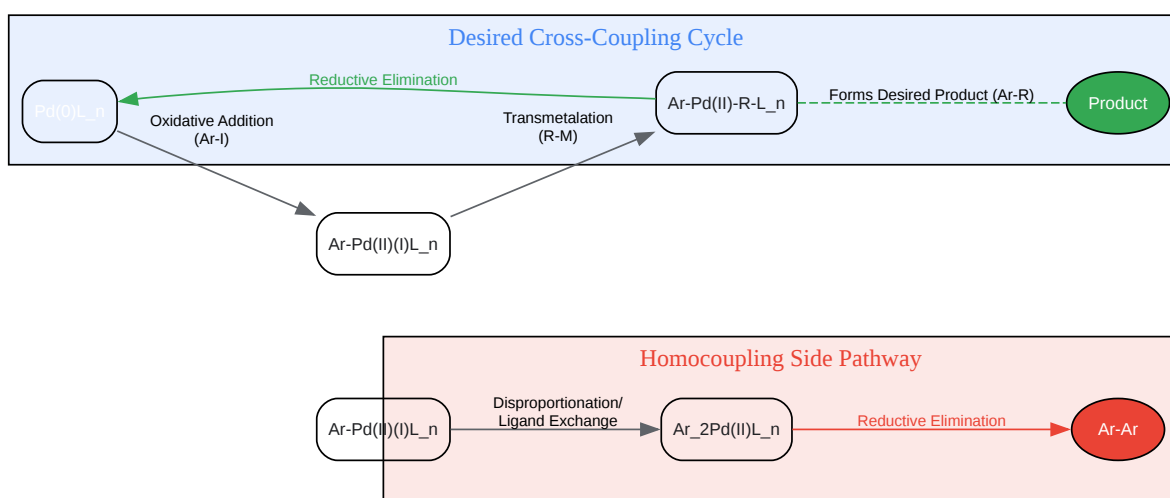 Desired Cross-Coupling Cycle
Reductive Elimination
Pd(0)L_n
Oxidative Addition
(Ar-I)
Transmetalation
(R-M)
Ar-Pd(II)-R-L_n
Forms Desired Product (Ar-R)
Product
Ar-Pd(II)(I)L_n
Homocoupling Side Pathway
Ar-Pd(II)(I)L_n
Disproportionation/
Ligand Exchange
Ar_2Pd(II)L_n
Reductive Elimination
Ar-Ar